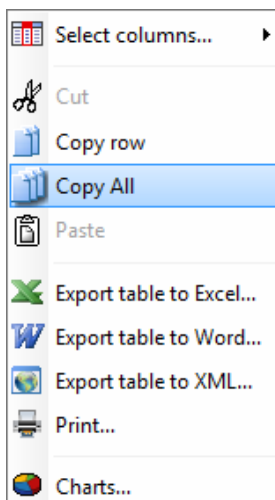 Select columns...
Cut
Copy row
Copy All
Paste
Export table to Excel...
Export table to Word...
Export table to XML...
Print...
Charts...